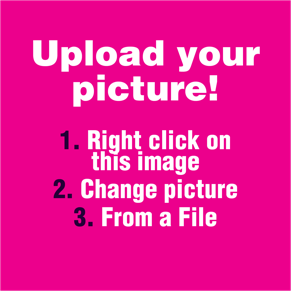 Upload your
picture!
1. Right click on
this image
2. Change picture
3. From a File